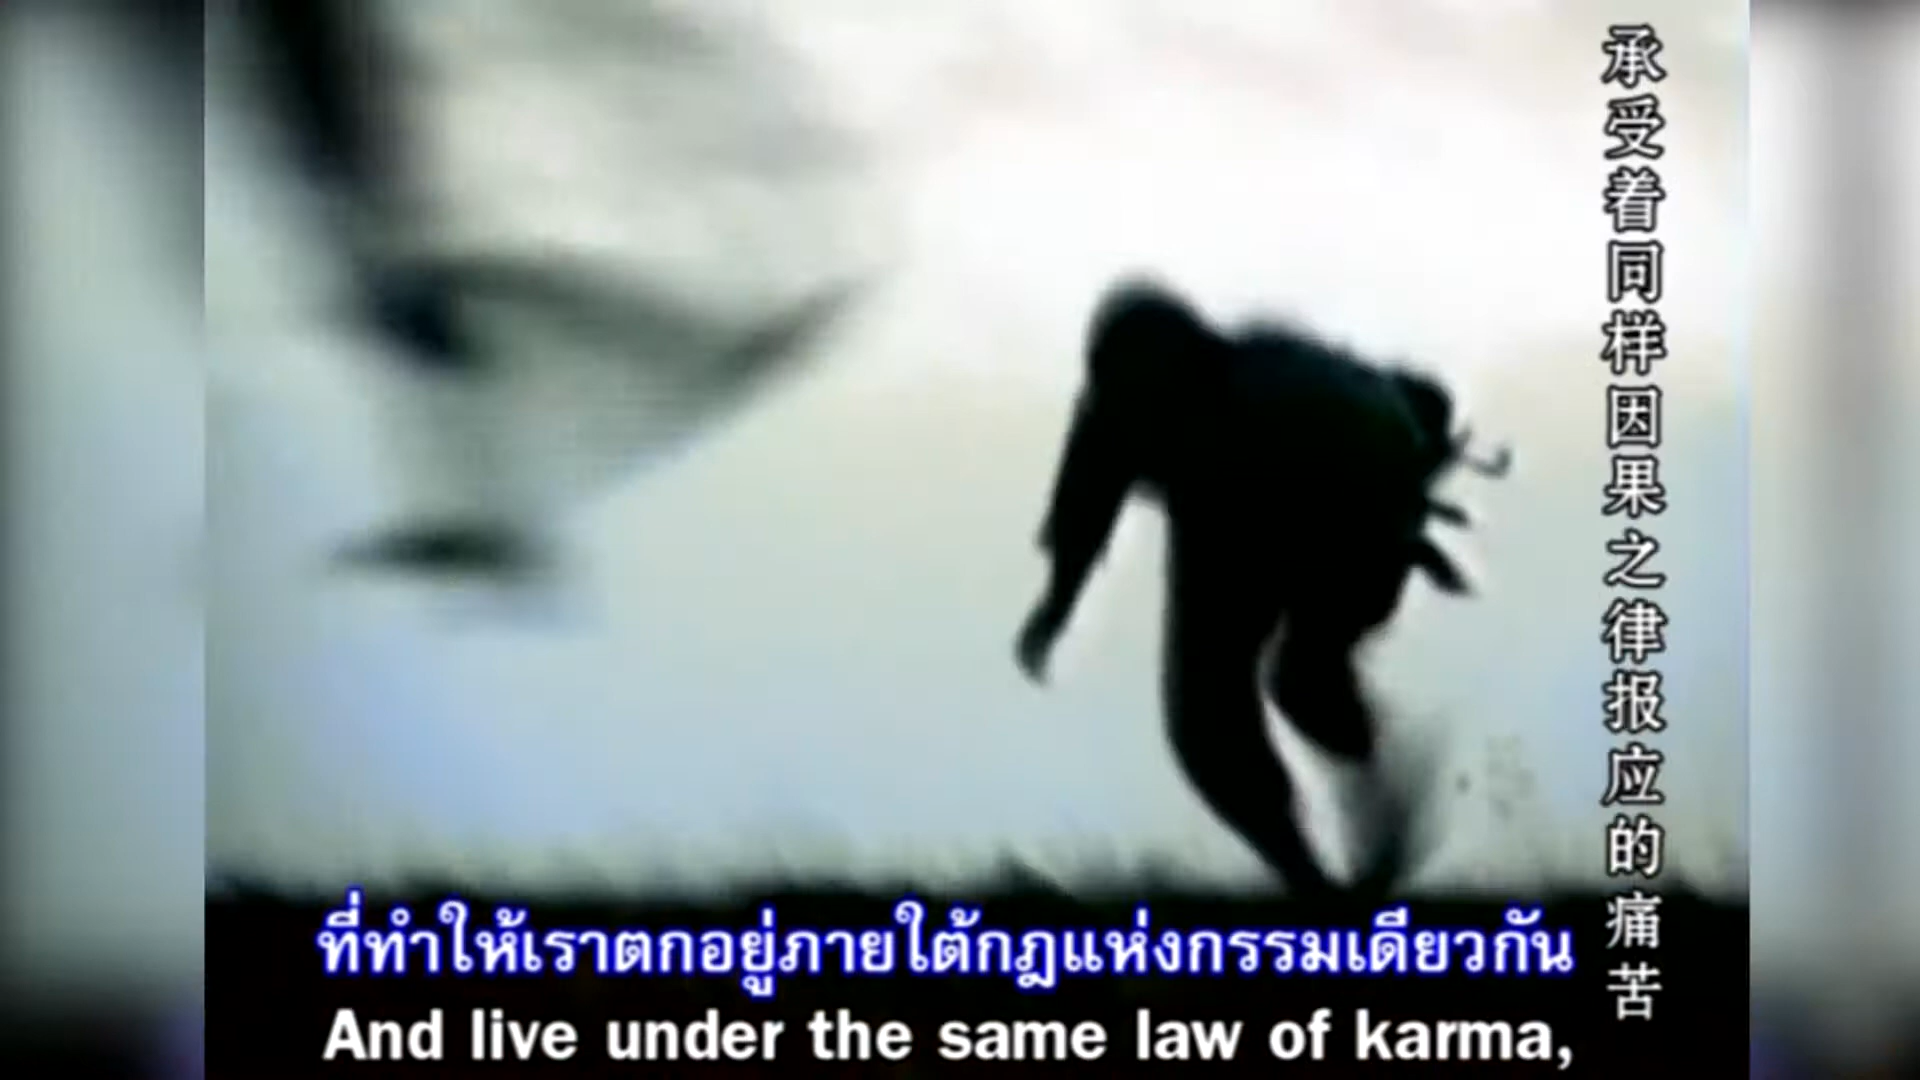 承受着同样因果之律报应的痛苦
ที่ทำให้เราตกอยู่ภายใต้กฎแห่งกรรมเดียวกัน
And live under the same law of karma,